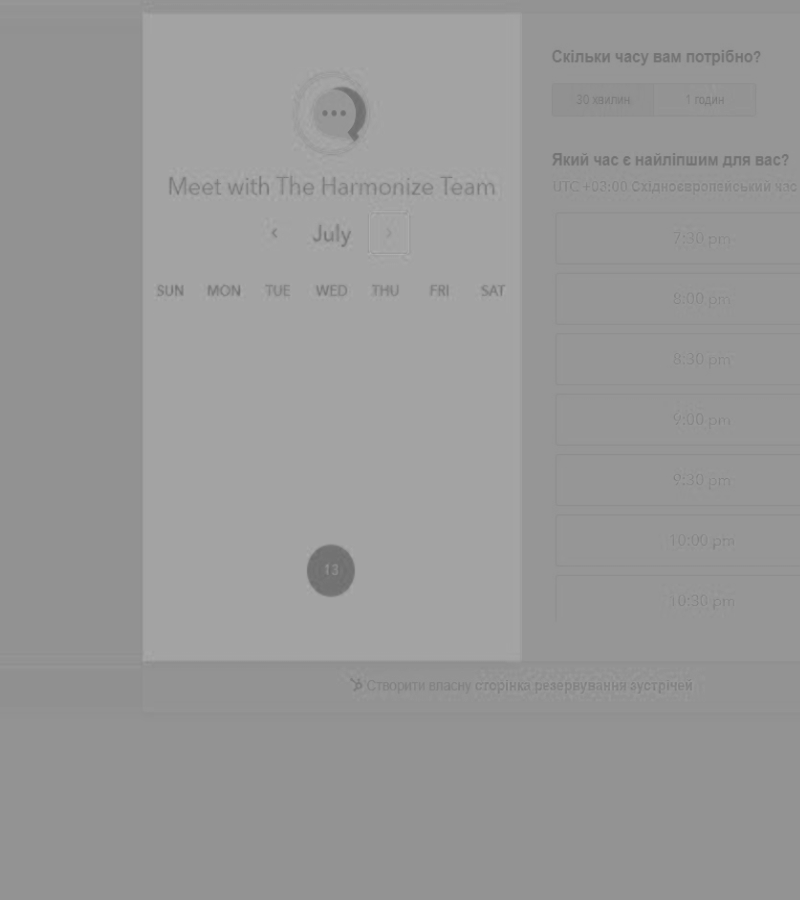 Meet with The Harmonize Team
July
SUN MON TUE WED THU FRI SAT
13
Скільки часу вам потрібно?
30 хвилин 1 годин
Який час є найліпшим для вас?
UTC +03:00 Східноєвропейський час
7:30 pm
8:00 pm
8:30 pm
9:00 pm
9:30 pm
10:00 pm
10:30 pm
Створити власну сторінка резервування зустрічей